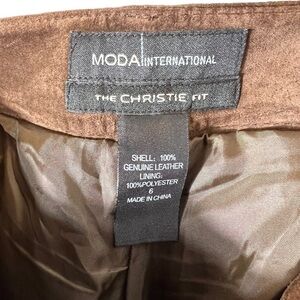 MODA INTERNATIONAL
THE CHRISTIE FIT
SHELL: 100%
GENUINE LEATHER
LINING:
100%POLYESTER
6
MADE IN CHINA